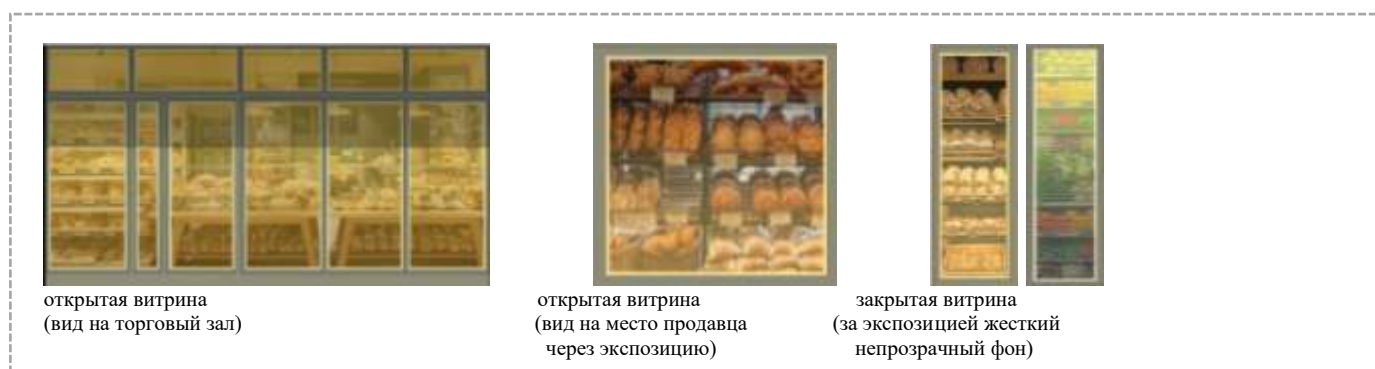 открытая витрина
(вид на торговый зал)
открытая витрина
(вид на место продавца
через экспозицию)
закрытая витрина
(за экспозицией жесткий
непрозрачный фон)